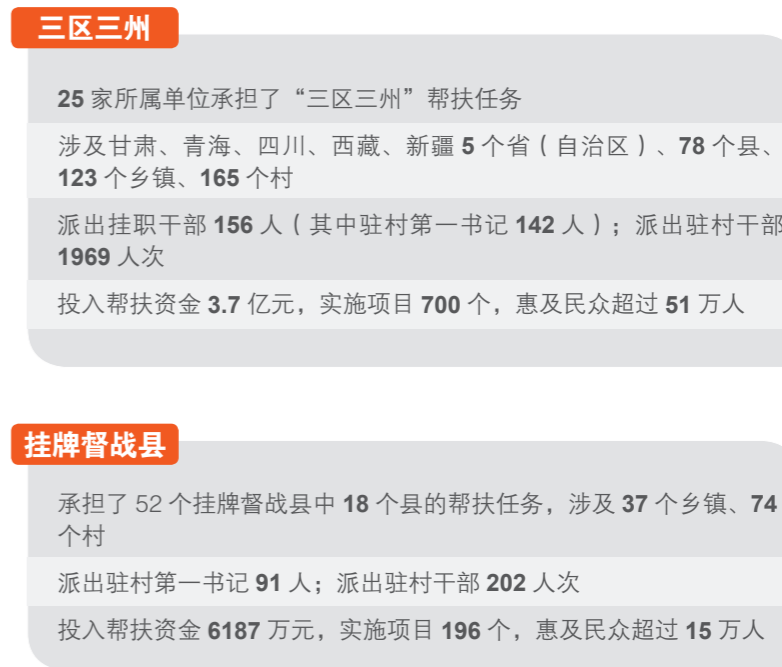 三区三州
25 家所属单位承担了“三区三州”帮扶任务
涉及甘肃、青海、四川、西藏、新疆 5 个省（自治区）、78 个县、
123 个乡镇、165 个村
派出挂职干部 156 人（其中驻村第一书记 142 人）；派出驻村干部
1969 人次
投入帮扶资金 3.7 亿元，实施项目 700 个，惠及民众超过 51 万人
挂牌督战县
承担了 52 个挂牌督战县中 18 个县的帮扶任务，涉及 37 个乡镇、74
个村
派出驻村第一书记 91 人；派出驻村干部 202 人次
投入帮扶资金 6187 万元，实施项目 196 个，惠及民众超过 15 万人